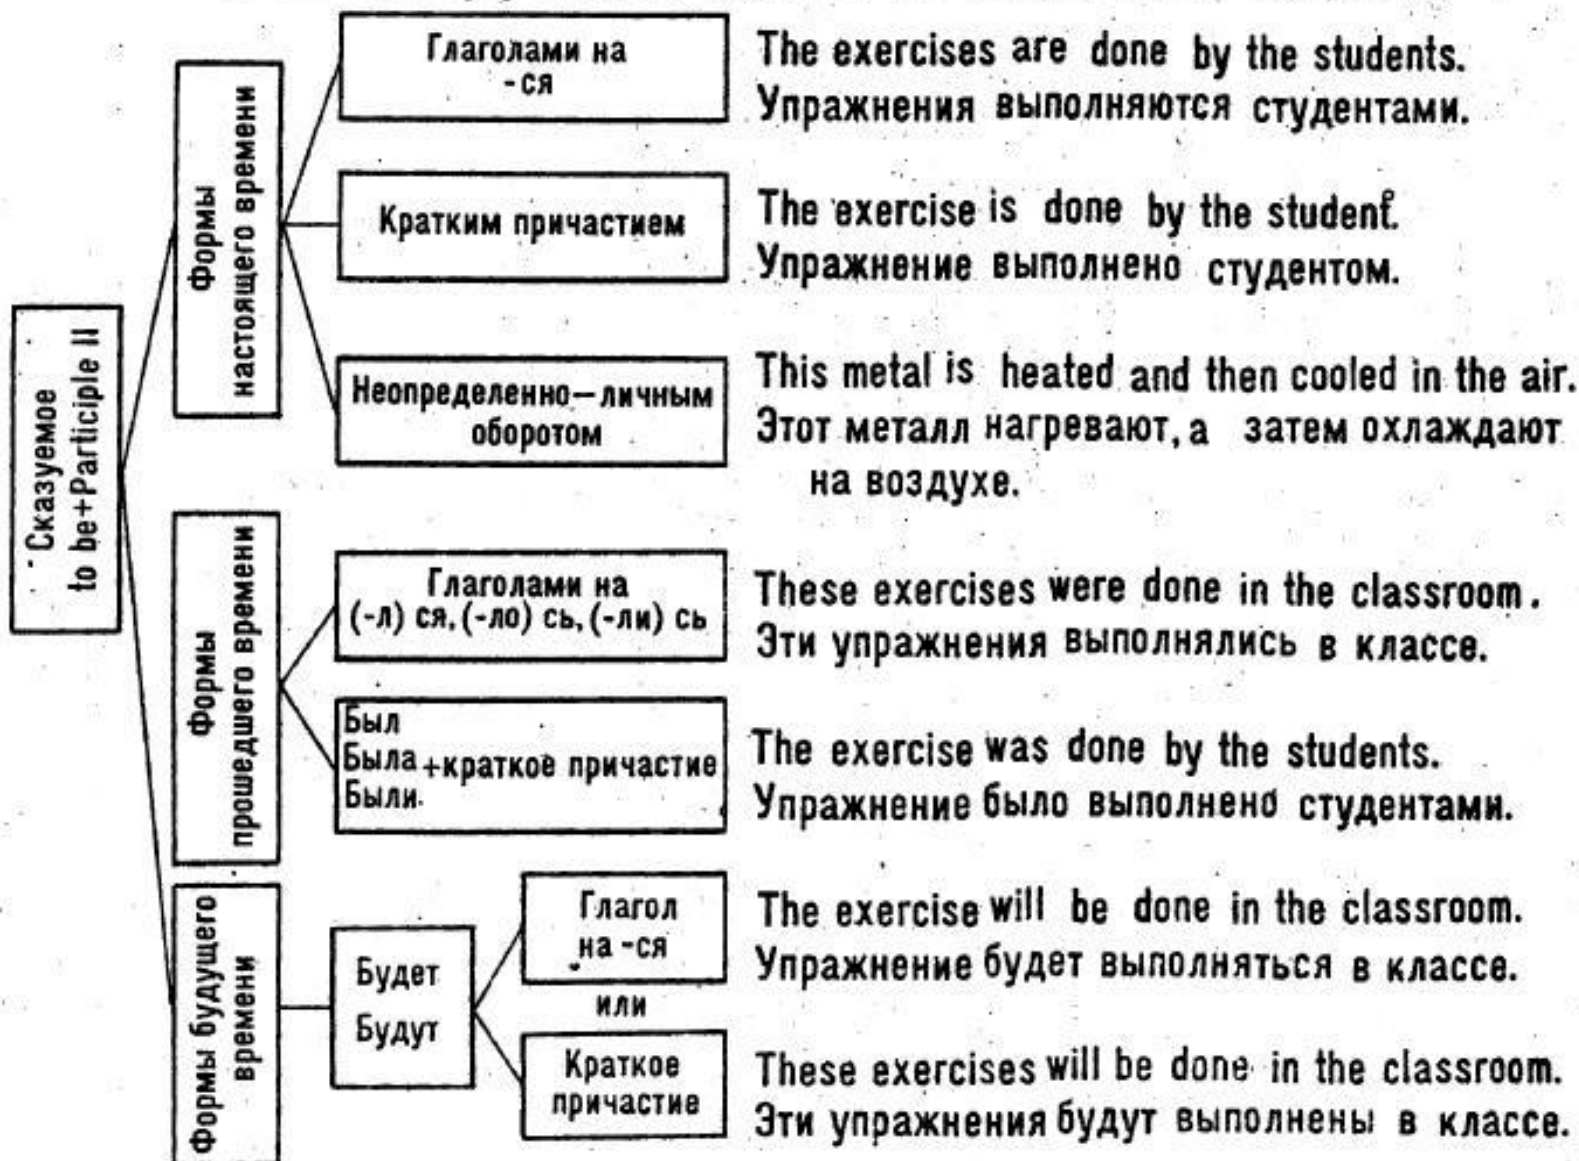 Сказуемое
to be+Participle II
Формы
настоящего времени
Глаголами на
-ся
The exercises are done by the students.
Упражнения выполняются студентами.
Кратким причастием
The exercise is done by the student.
Упражнение выполнено студентом.
Неопределенно—личным
оборотом
This metal is heated and then cooled in the air.
Этот металл нагревают, а затем охлаждают
на воздухе.
Формы
прошедшего времени
Глаголами на
(-л) ся, (-ло) сь, (-ли) сь
These exercises were done in the classroom.
Эти упражнения выполнялись в классе.
Был
Была +краткое причастие
Были
The exercise was done by the students.
Упражнение было выполнено студентами.
Формы будущего
времени
Будет
Будут
Глагол
на -ся
The exercise will be done in the classroom.
Упражнение будет выполняться в классе.
или
Краткое
причастие
These exercises will be done in the classroom.
Эти упражнения будут выполнены в классе.